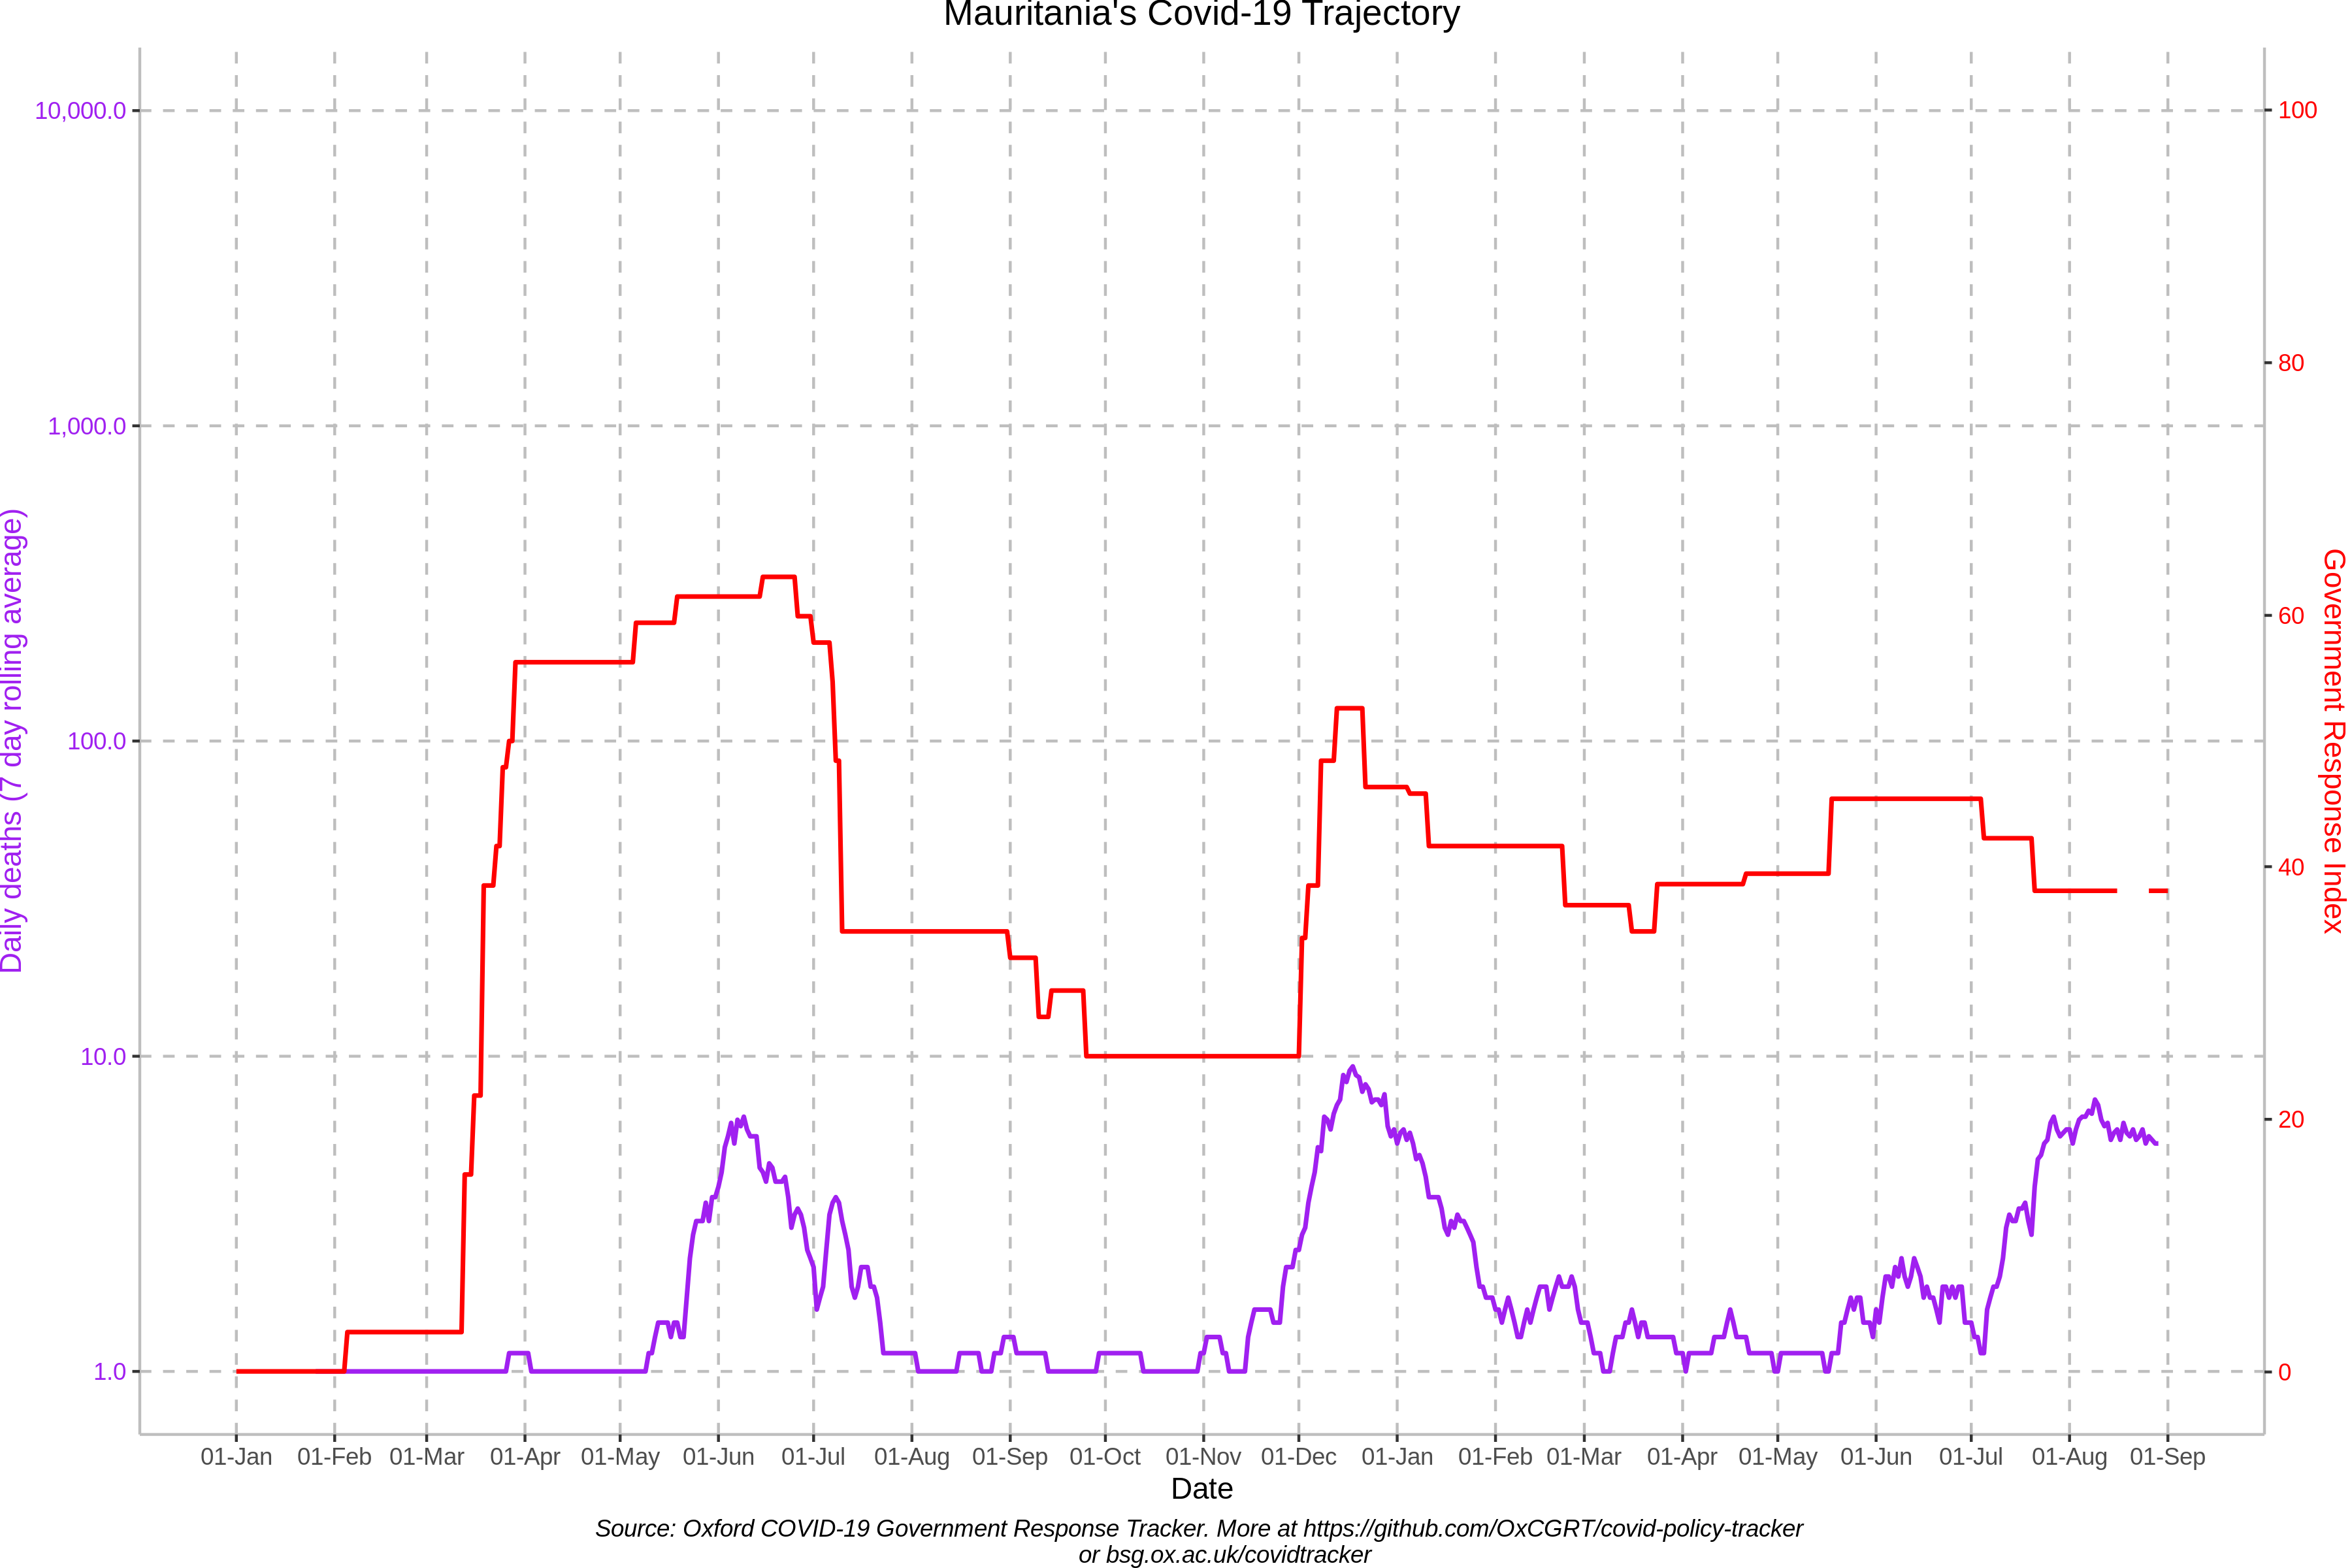 Mauritania's Covid-19 Trajectory
10,000.0
1,000.0
100.0
10.0
1.0
Daily deaths (7 day rolling average)
100
80
60
40
20
0
Government Response Index
01-Jan 01-Feb 01-Mar 01-Apr 01-May 01-Jun 01-Jul 01-Aug 01-Sep 01-Oct 01-Nov 01-Dec 01-Jan 01-Feb 01-Mar 01-Apr 01-May 01-Jun 01-Jul 01-Aug 01-Sep
Date
Source: Oxford COVID-19 Government Response Tracker. More at https://github.com/OxCGRT/covid-policy-tracker
or bsg.ox.ac.uk/covidtracker